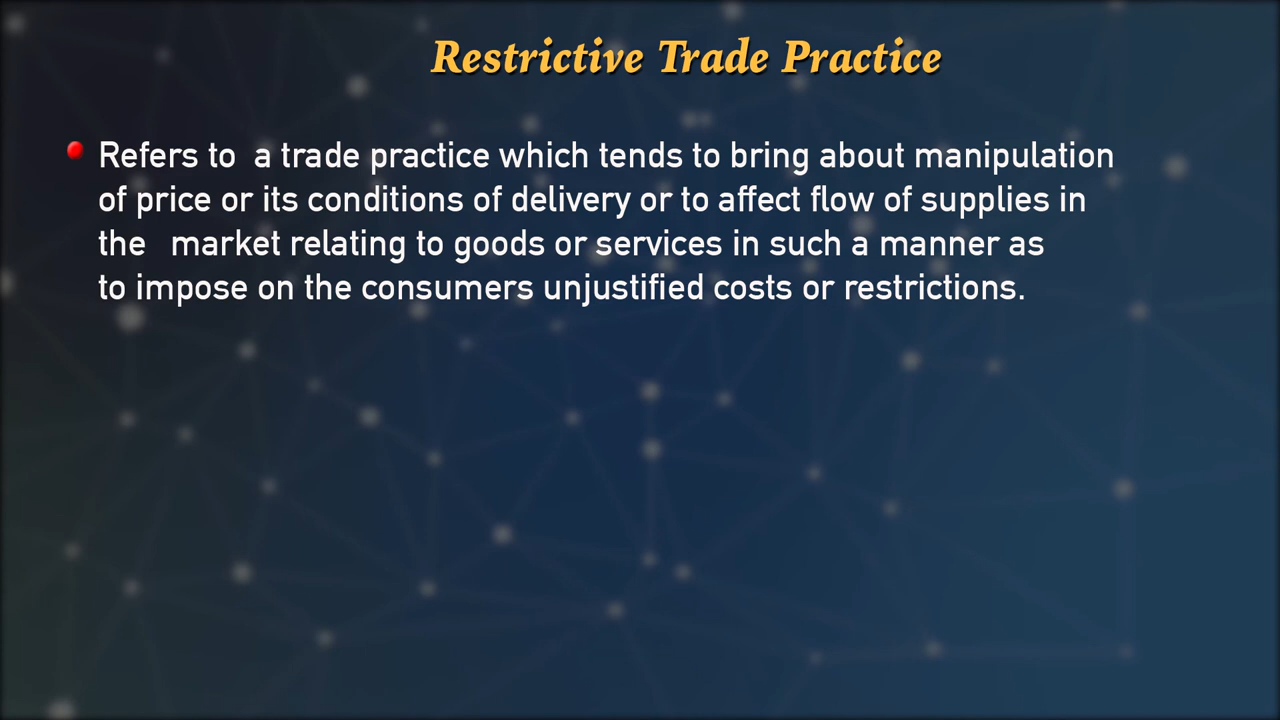 Restrictive Trade Practice
Refers to a trade practice which tends to bring about manipulation
of price or its conditions of delivery or to affect flow of supplies in
the market relating to goods or services in such a manner as
to impose on the consumers unjustified costs or restrictions.